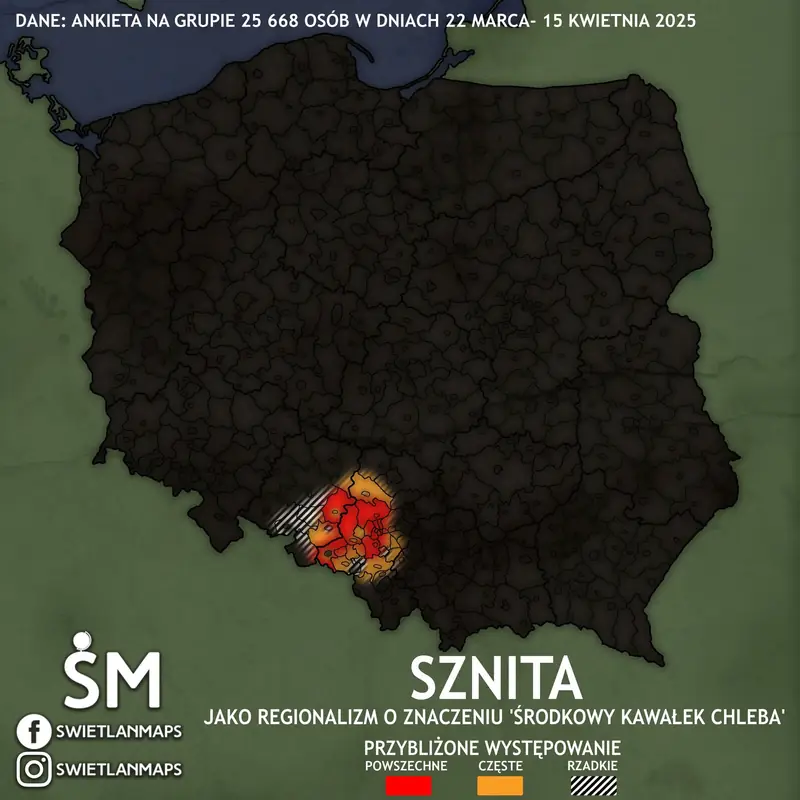 DANE: ANKIETA NA GRUPIE 25 668 OSÓB W DNIACH 22 MARCA- 15 KWIETNIA 2025
ŚM
SWIETLANMAPS
SWIETLANMAPS
SZNITA
JAKO REGIONALIZM O ZNACZENIU 'ŚRODKOWY KAWAŁEK CHLEBA'
PRZYBLIŻONE WYSTĘPOWANIE
POWSZECHNE CZĘSTE RZADKIE